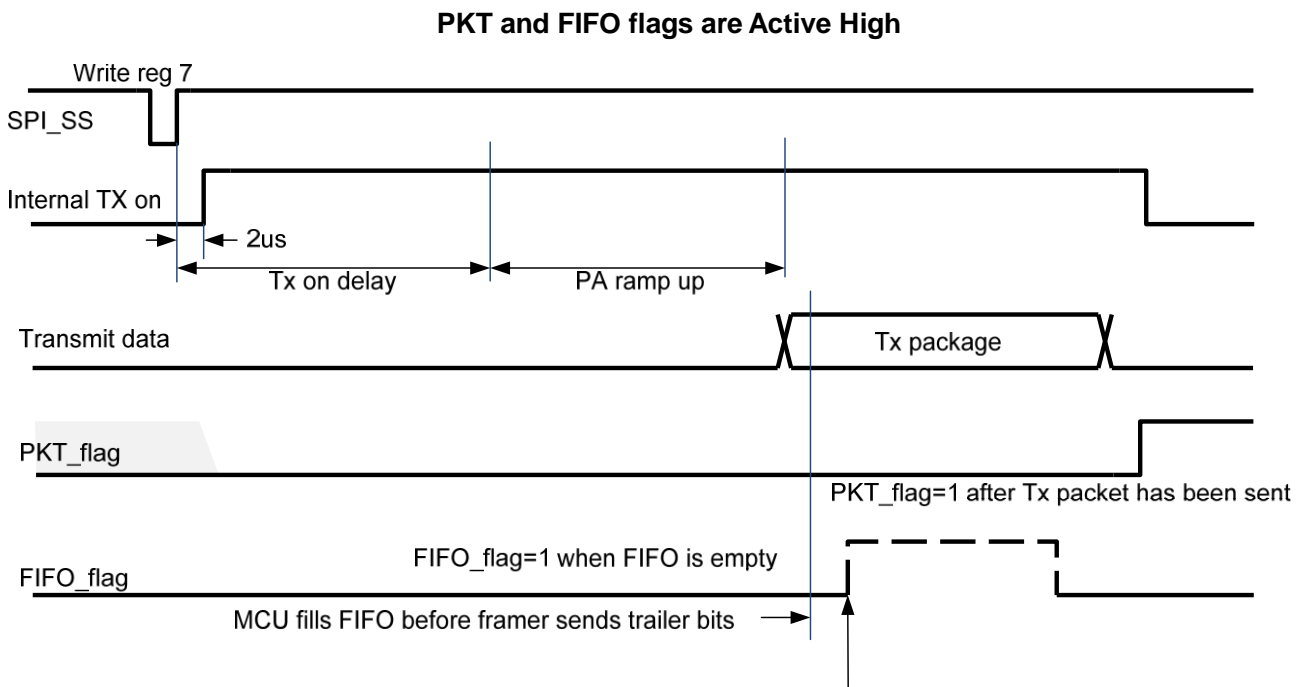 PKT and FIFO flags are Active High
Write reg 7
SPI_SS
Internal TX on
2us
Tx on delay
PA ramp up
Transmit data
Tx package
PKT_flag
PKT_flag=1 after Tx packet has been sent
FIFO_flag=1 when FIFO is empty
FIFO_flag
MCU fills FIFO before framer sends trailer bits